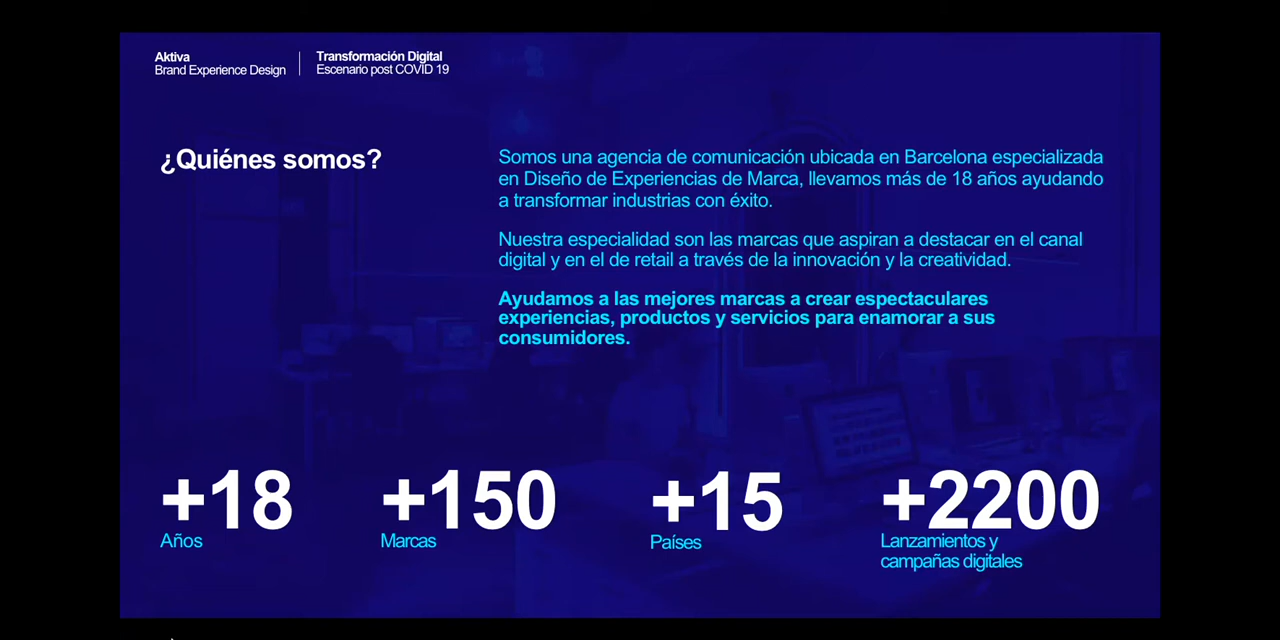 Aktiva
Brand Experience Design
Transformación Digital
Escenario post COVID 19
¿Quiénes somos?
Somos una agencia de comunicación ubicada en Barcelona especializada
en Diseño de Experiencias de Marca, llevamos más de 18 años ayudando
a transformar industrias con éxito.
Nuestra especialidad son las marcas que aspiran a destacar en el canal
digital y en el de retail a través de la innovación y la creatividad.
Ayudamos a las mejores marcas a crear espectaculares
experiencias, productos y servicios para enamorar a sus
consumidores.
+18
Años
+150
Marcas
+15
Países
+2200
Lanzamientos y
campañas digitales